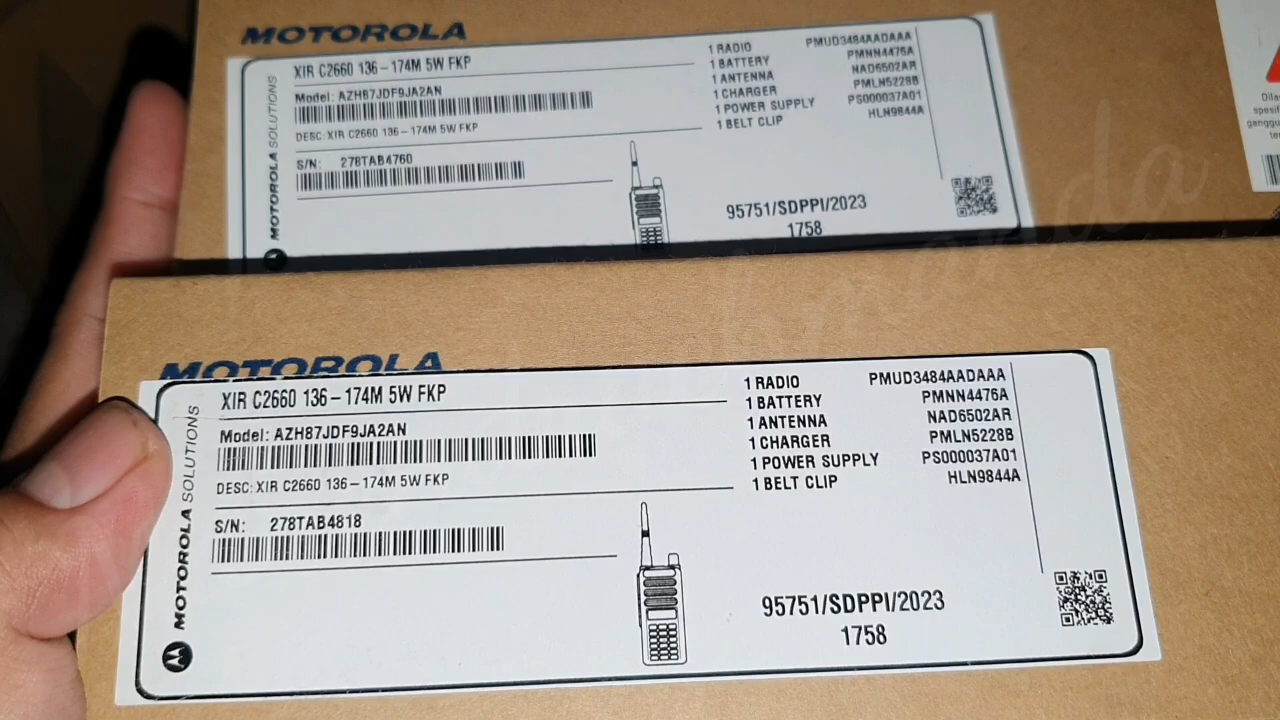 MOTOROLA
MOTOROLA SOLUTIONS
XIR C2660 136-174M 5W FKP
Model: AZH87JDF9JA2AN
DESC: XIR C2660 136-174M 5W FKP
S/N: 278TAB4760
1 RADIO PMUD3484AADAAA
1 BATTERY PMNN4476A
1 ANTENNA NAD6502AR
1 CHARGER PMLN5228B
1 POWER SUPPLY PS000037A01
1 BELT CLIP HLN9844A
95751/SDPPI/2023
1758
MOTOROLA
MOTOROLA SOLUTIONS
XIR C2660 136-174M 5W FKP
Model: AZH87JDF9JA2AN
DESC: XIR C2660 136-174M 5W FKP
S/N: 278TAB4818
1 RADIO PMUD3484AADAAA
1 BATTERY PMNN4476A
1 ANTENNA NAD6502AR
1 CHARGER PMLN5228B
1 POWER SUPPLY PS000037A01
1 BELT CLIP HLN9844A
95751/SDPPI/2023
1758